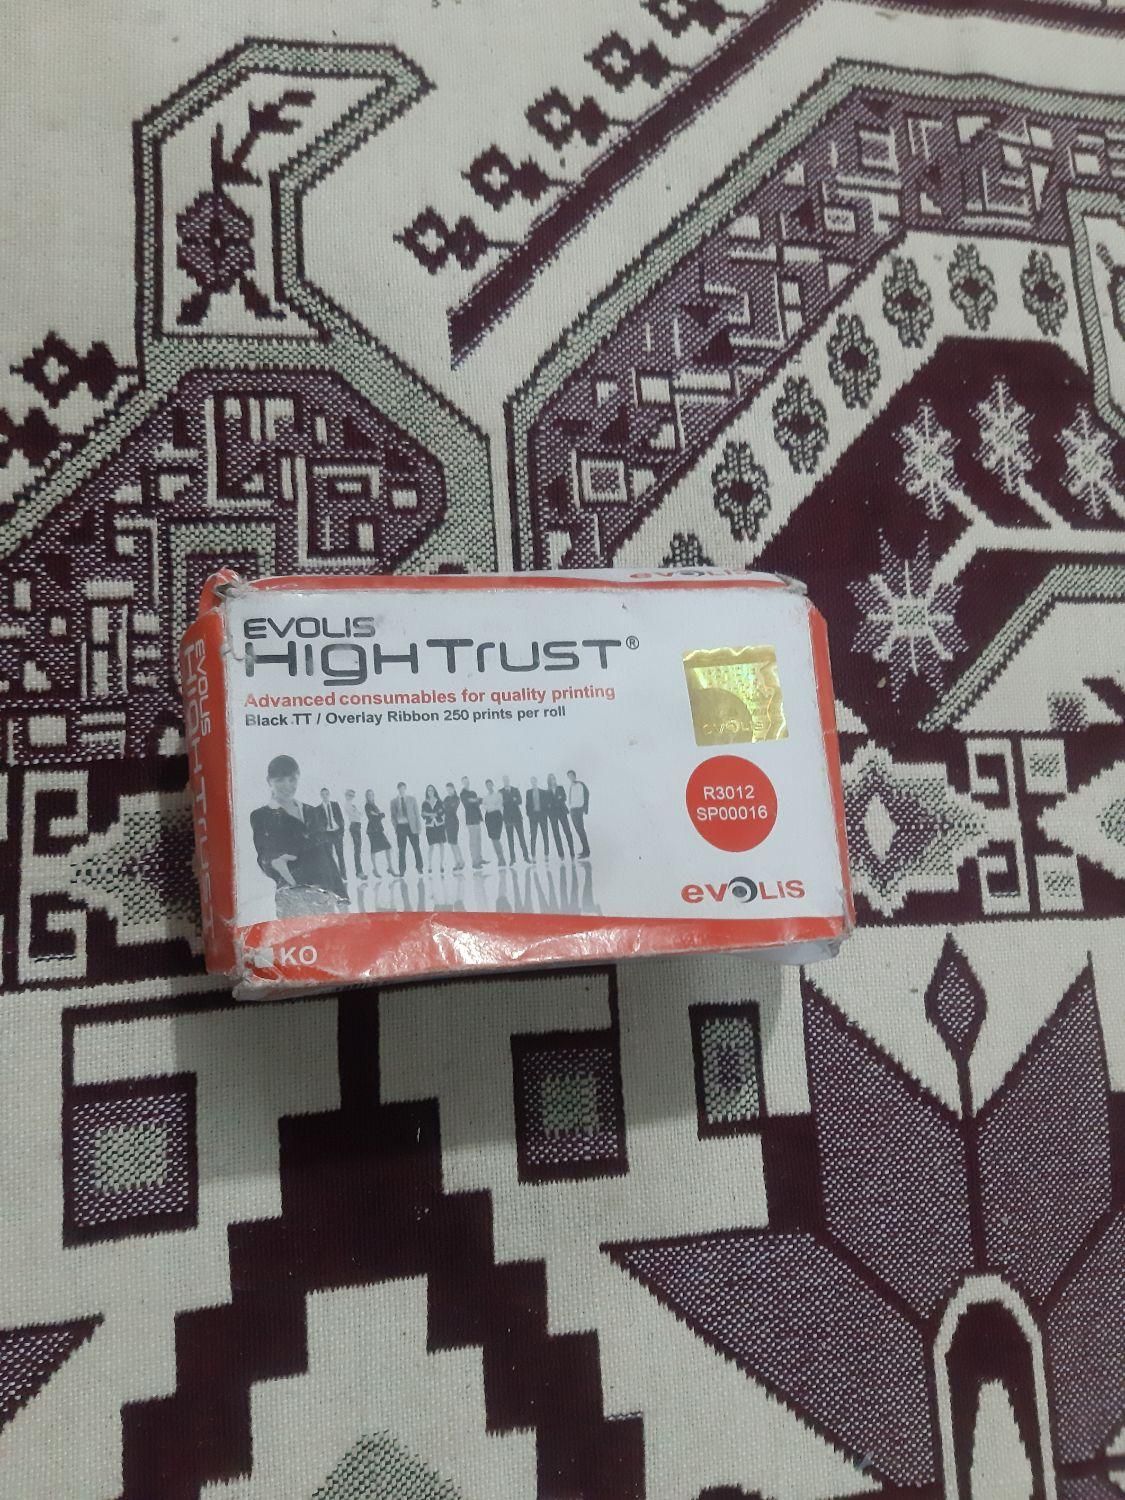 evolis
EVOLIS
HighTrust®
Advanced consumables for quality printing
Black TT / Overlay Ribbon 250 prints per roll
evolis
R3012
SP00016
evolis
KO
EVOLIS
HighTrust